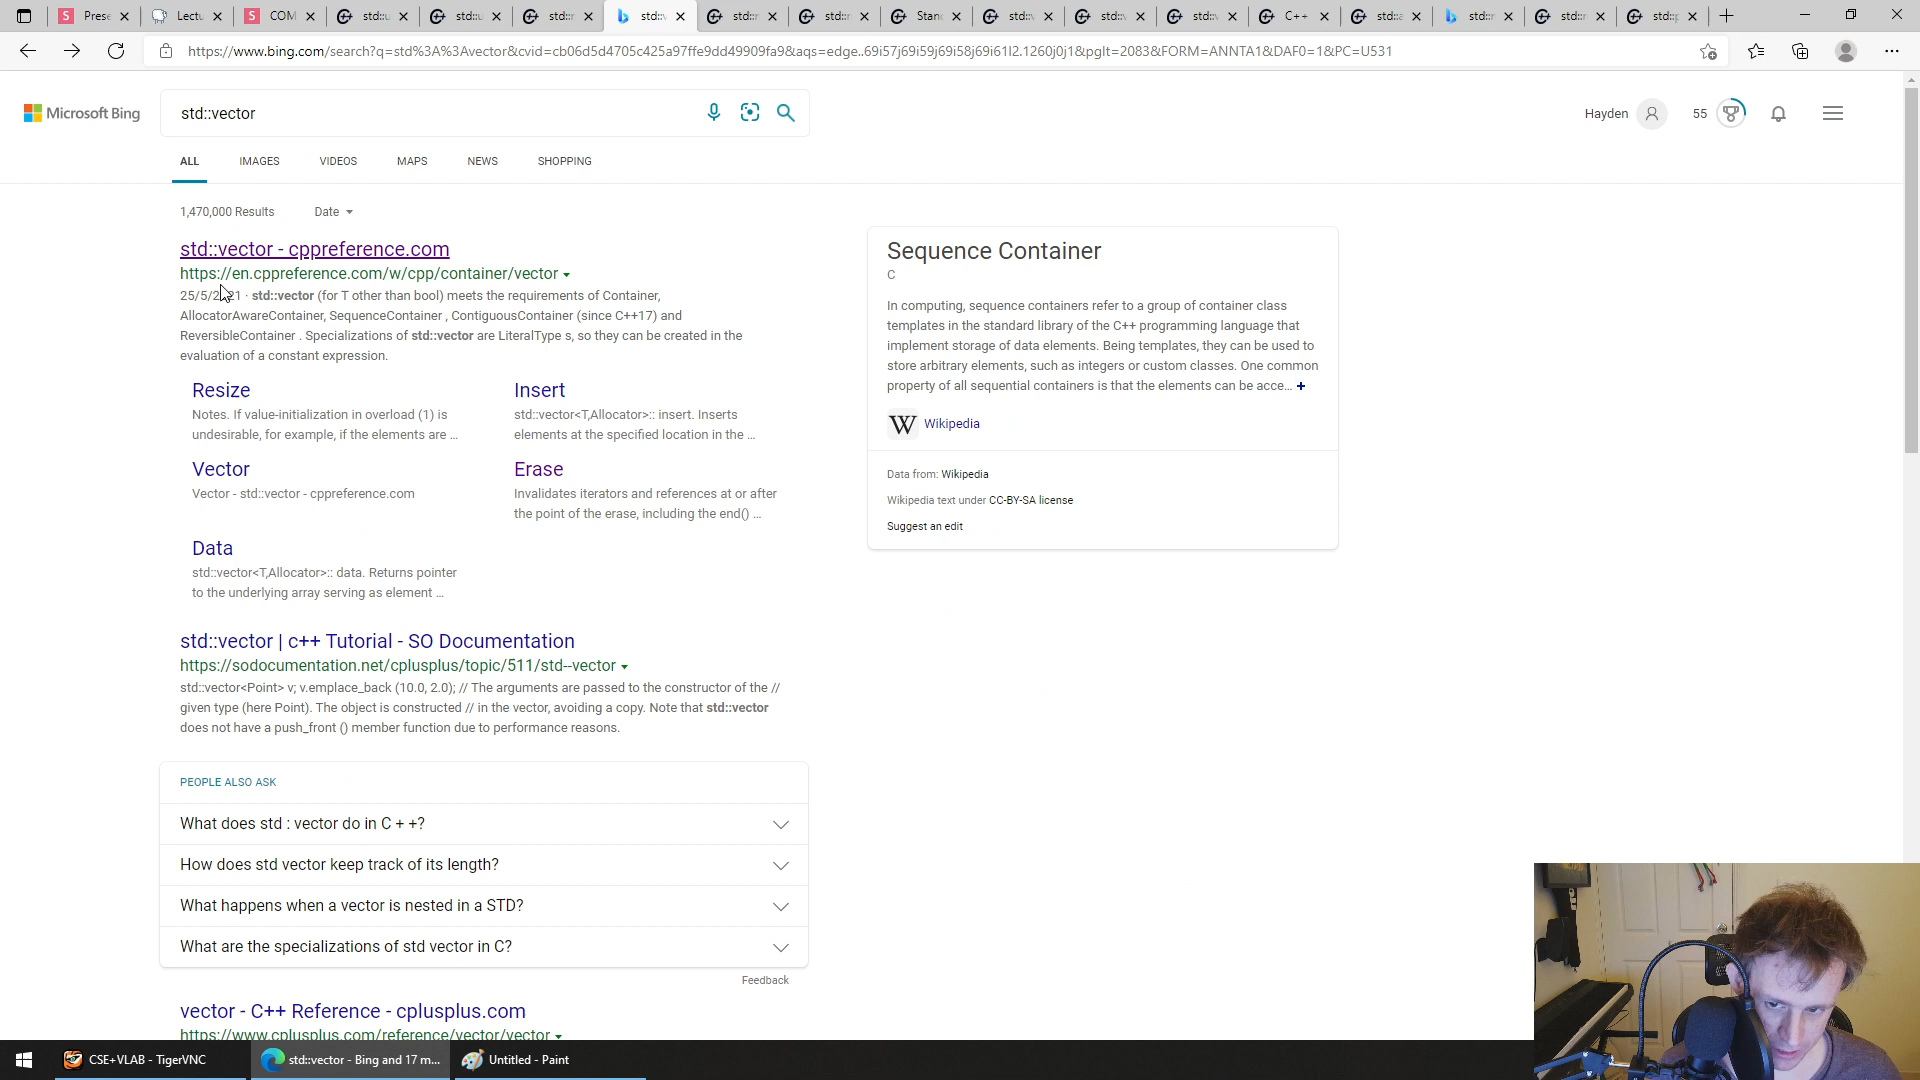 Prese
Lectu
COM
std::u
std::u
std::r
std::v
std::r
std::r
Stanc
std::v
std::v
std::v
C++
std::a
std::r
std::r
std::p
https://www.bing.com/search?q=std%3A%3Avector&cvid=cb06d5d4705c425a97ffe9dd49909fa9&aqs=edge..69i57j69i59j69i58j69i61l2.1260j0j1&pglt=2083&FORM=ANNTA1&DAF0=1&PC=U531
Microsoft Bing
std::vector
Hayden
55
ALL
IMAGES
VIDEOS
MAPS
NEWS
SHOPPING
1,470,000 Results
Date
std::vector - cppreference.com
https://en.cppreference.com/w/cpp/container/vector
25/5/2021 · std::vector (for T other than bool) meets the requirements of Container,
AllocatorAwareContainer, SequenceContainer , ContiguousContainer (since C++17) and
ReversibleContainer . Specializations of std::vector are LiteralType s, so they can be created in the
evaluation of a constant expression.
Resize
Notes. If value-initialization in overload (1) is
undesirable, for example, if the elements are ...
Insert
std::vector<T,Allocator>:: insert. Inserts
elements at the specified location in the ...
Vector
Vector - std::vector - cppreference.com
Erase
Invalidates iterators and references at or after
the point of the erase, including the end() ...
Data
std::vector<T,Allocator>:: data. Returns pointer
to the underlying array serving as element ...
std::vector | c++ Tutorial - SO Documentation
https://sodocumentation.net/cplusplus/topic/511/std--vector
std::vector<Point> v; v.emplace_back (10.0, 2.0); // The arguments are passed to the constructor of the //
given type (here Point). The object is constructed // in the vector, avoiding a copy. Note that std::vector
does not have a push_front () member function due to performance reasons.
PEOPLE ALSO ASK
What does std : vector do in C + +?
How does std vector keep track of its length?
What happens when a vector is nested in a STD?
What are the specializations of std vector in C?
Feedback
vector - C++ Reference - cplusplus.com
https://www.cplusplus.com/reference/vector/vector
Sequence Container
C
In computing, sequence containers refer to a group of container class
templates in the standard library of the C++ programming language that
implement storage of data elements. Being templates, they can be used to
store arbitrary elements, such as integers or custom classes. One common
property of all sequential containers is that the elements can be acce... +
W Wikipedia
Data from: Wikipedia
Wikipedia text under CC-BY-SA license
Suggest an edit
CSE+VLAB - TigerVNC
std::vector - Bing and 17 m...
Untitled - Paint